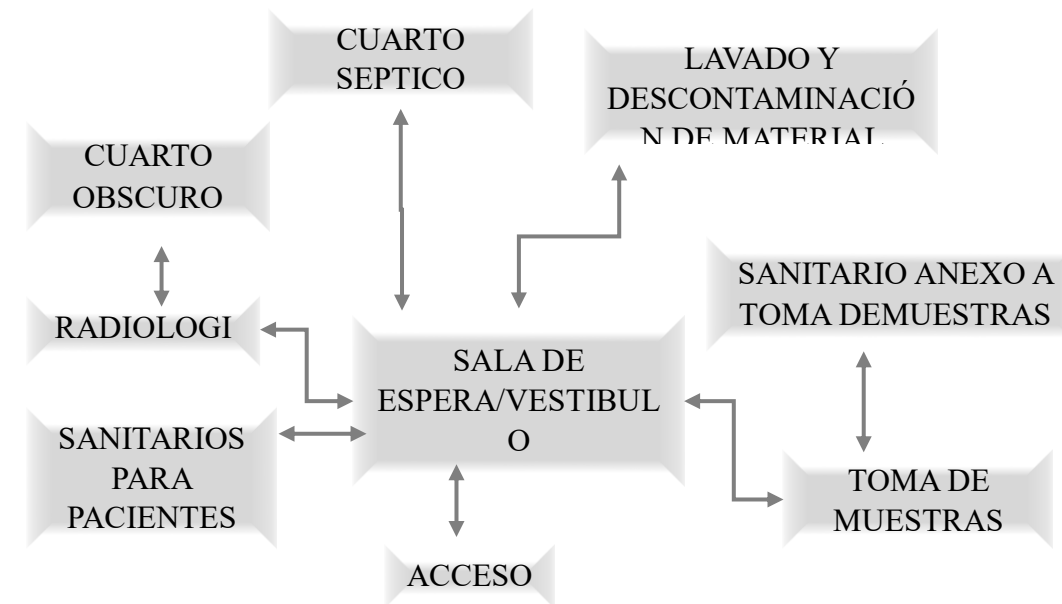 CUARTO
SEPTICO
LAVADO Y
DESCONTAMINACIÓ
N DE MATERIAL
CUARTO
OBSCURO
SANITARIO ANEXO A
TOMA DEMUESTRAS
RADIOLOGI
SALA DE
ESPERA/VESTIBUL
O
SANITARIOS
PARA
PACIENTES
TOMA DE
MUESTRAS
ACCESO